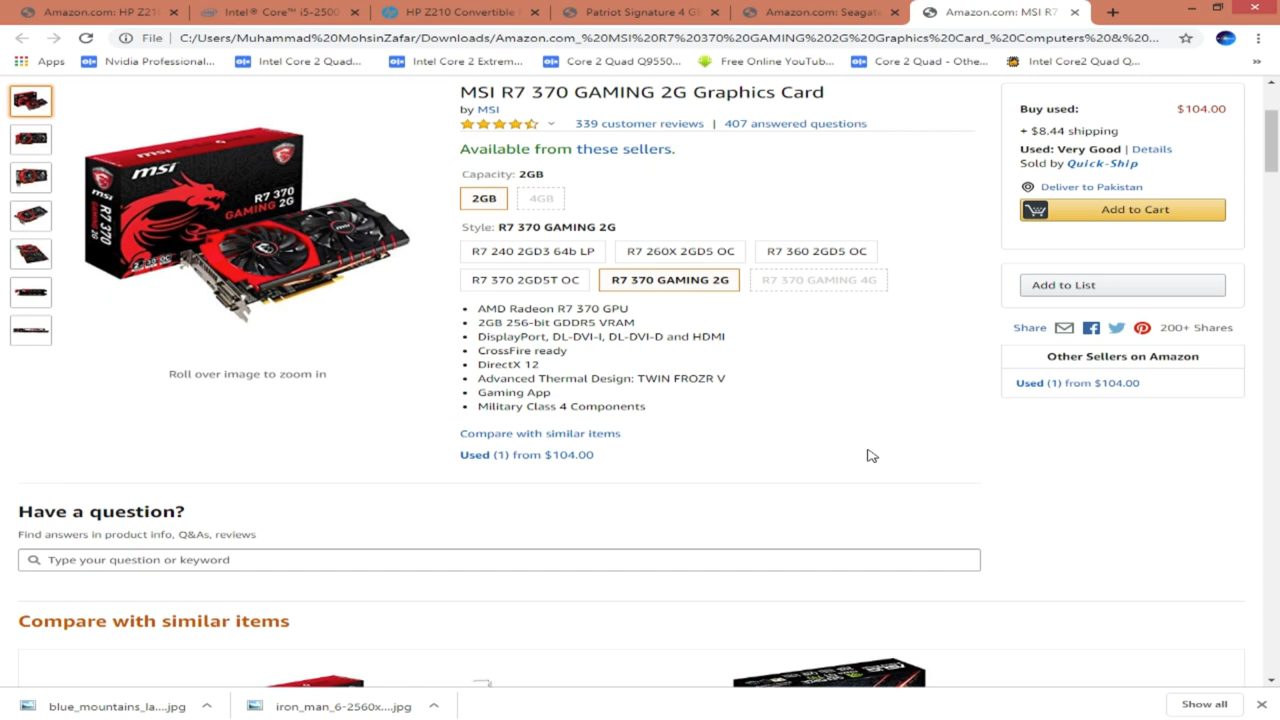 Amazon.com: HP Z21
Intel® Core™ i5-2500
HP Z210 Convertible
Patriot Signature 4 G
Amazon.com: Seagate
Amazon.com: MSI R7
File
C:/Users/Muhammad%20MohsinZafar/Downloads/Amazon.com_%20MSI%20R7%20370%20GAMING%202G%20Graphics%20Card_%20Computers%20&%20...
Apps
Nvidia Professional...
Intel Core 2 Quad...
Intel Core 2 Extrem...
Core 2 Quad Q9550...
Free Online YouTub...
Core 2 Quad - Othe...
Intel Core2 Quad Q...
»
MSI R7 370 GAMING 2G Graphics Card
by MSI
339 customer reviews | 407 answered questions
Available from these sellers.
Capacity: 2GB
2GB
4GB
Style: R7 370 GAMING 2G
R7 240 2GD3 64b LP
R7 260X 2GD5 OC
R7 360 2GD5 OC
R7 370 2GD5T OC
R7 370 GAMING 2G
R7 370 GAMING 4G
• AMD Radeon R7 370 GPU
• 2GB 256-bit GDDR5 VRAM
• DisplayPort, DL-DVI-I, DL-DVI-D and HDMI
• CrossFire ready
• DirectX 12
• Advanced Thermal Design: TWIN FROZR V
• Gaming App
• Military Class 4 Components
Compare with similar items
Used (1) from $104.00
msi
R7 370
GAMING 2G
msi
R7 370
msi
Roll over image to zoom in
Buy used:
$104.00
+ $8.44 shipping
Used: Very Good | Details
Sold by Quick-Ship
Deliver to Pakistan
Add to Cart
Add to List
Share
200+ Shares
Other Sellers on Amazon
Used (1) from $104.00
Have a question?
Find answers in product info, Q&As, reviews
Type your question or keyword
Compare with similar items
blue_mountains_la....jpg
iron_man_6-2560x....jpg
Show all